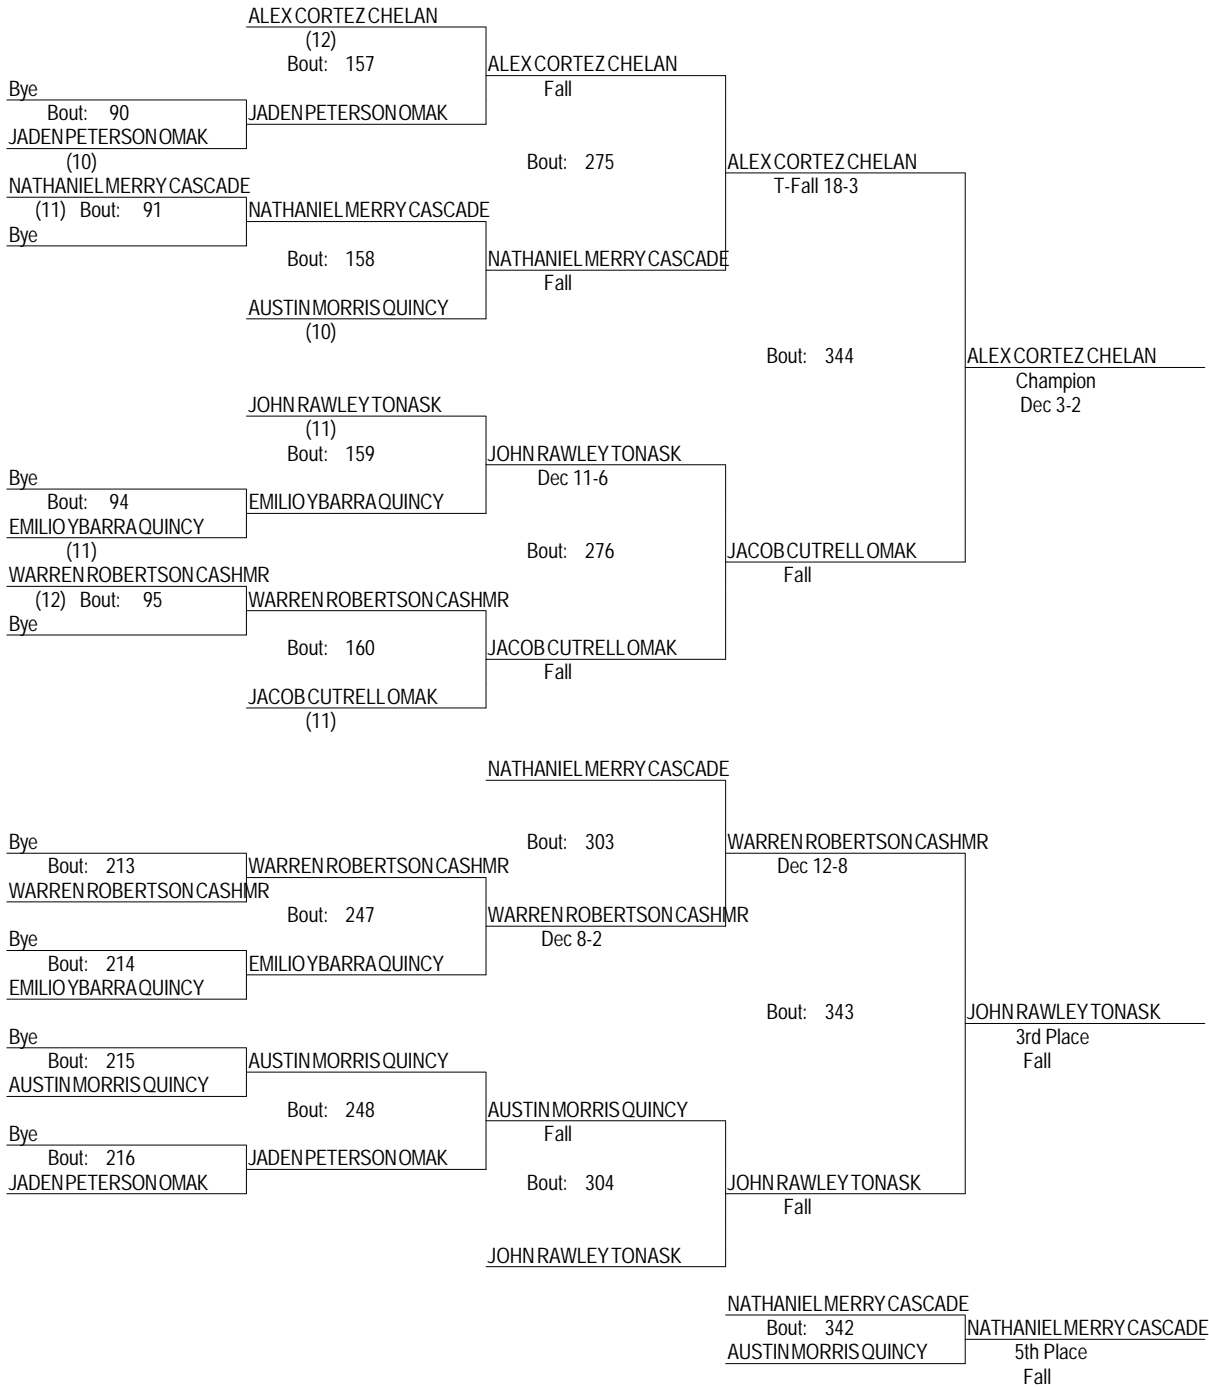 ALEX CORTEZ CHELAN
(12)
Bout: 157
ALEX CORTEZ CHELAN
Fall
Bye
Bout: 90
JADEN PETERSON OMAK
JADEN PETERSON OMAK
(10)
Bout: 275
ALEX CORTEZ CHELAN
T-Fall 18-3
NATHANIEL MERRY CASCADE
(11) Bout: 91
NATHANIEL MERRY CASCADE
Bye
Bout: 158
NATHANIEL MERRY CASCADE
Fall
AUSTIN MORRIS QUINCY
(10)
Bout: 344
ALEX CORTEZ CHELAN
Champion
Dec 3-2
JOHN RAWLEY TONASK
(11)
Bout: 159
JOHN RAWLEY TONASK
Dec 11-6
Bye
Bout: 94
EMILIO YBARRA QUINCY
EMILIO YBARRA QUINCY
(11)
Bout: 276
JACOB CUTRELL OMAK
Fall
WARREN ROBERTSON CASHMR
(12) Bout: 95
WARREN ROBERTSON CASHMR
Bye
Bout: 160
JACOB CUTRELL OMAK
Fall
JACOB CUTRELL OMAK
(11)
NATHANIEL MERRY CASCADE
Bout: 303
WARREN ROBERTSON CASHMR
Dec 12-8
Bye
Bout: 213
WARREN ROBERTSON CASHMR
WARREN ROBERTSON CASHMR
Bout: 247
WARREN ROBERTSON CASHMR
Dec 8-2
Bye
Bout: 214
EMILIO YBARRA QUINCY
EMILIO YBARRA QUINCY
Bout: 343
JOHN RAWLEY TONASK
3rd Place
Fall
Bye
Bout: 215
AUSTIN MORRIS QUINCY
AUSTIN MORRIS QUINCY
Bout: 248
AUSTIN MORRIS QUINCY
Fall
Bye
Bout: 216
JADEN PETERSON OMAK
JADEN PETERSON OMAK
Bout: 304
JOHN RAWLEY TONASK
Fall
JOHN RAWLEY TONASK
NATHANIEL MERRY CASCADE
Bout: 342
NATHANIEL MERRY CASCADE
AUSTIN MORRIS QUINCY
5th Place
Fall